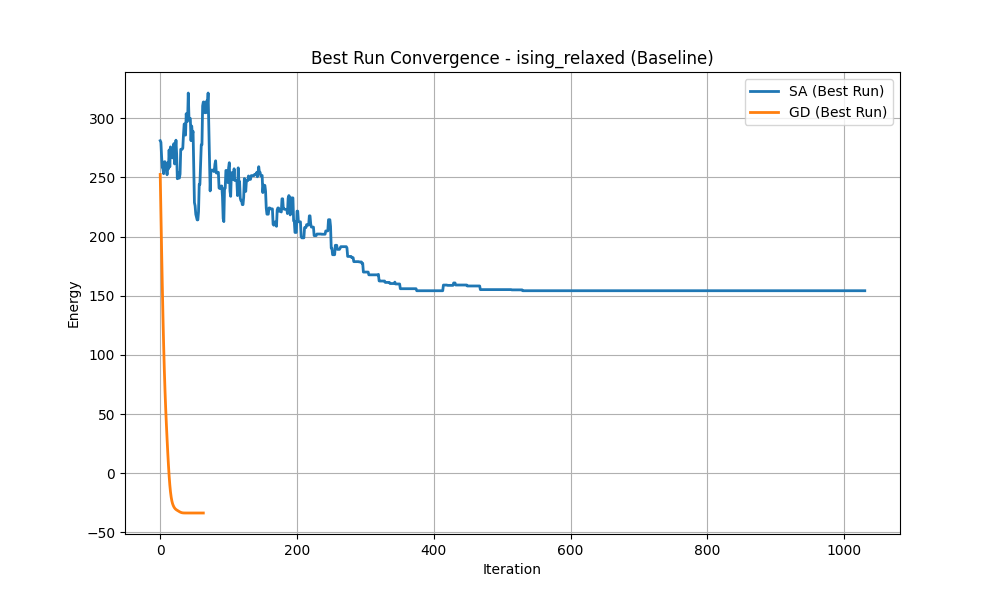 Best Run Convergence - ising_relaxed (Baseline)
SA (Best Run)
GD (Best Run)
Energy
300
250
200
150
100
50
0
−50
0 200 400 600 800 1000
Iteration